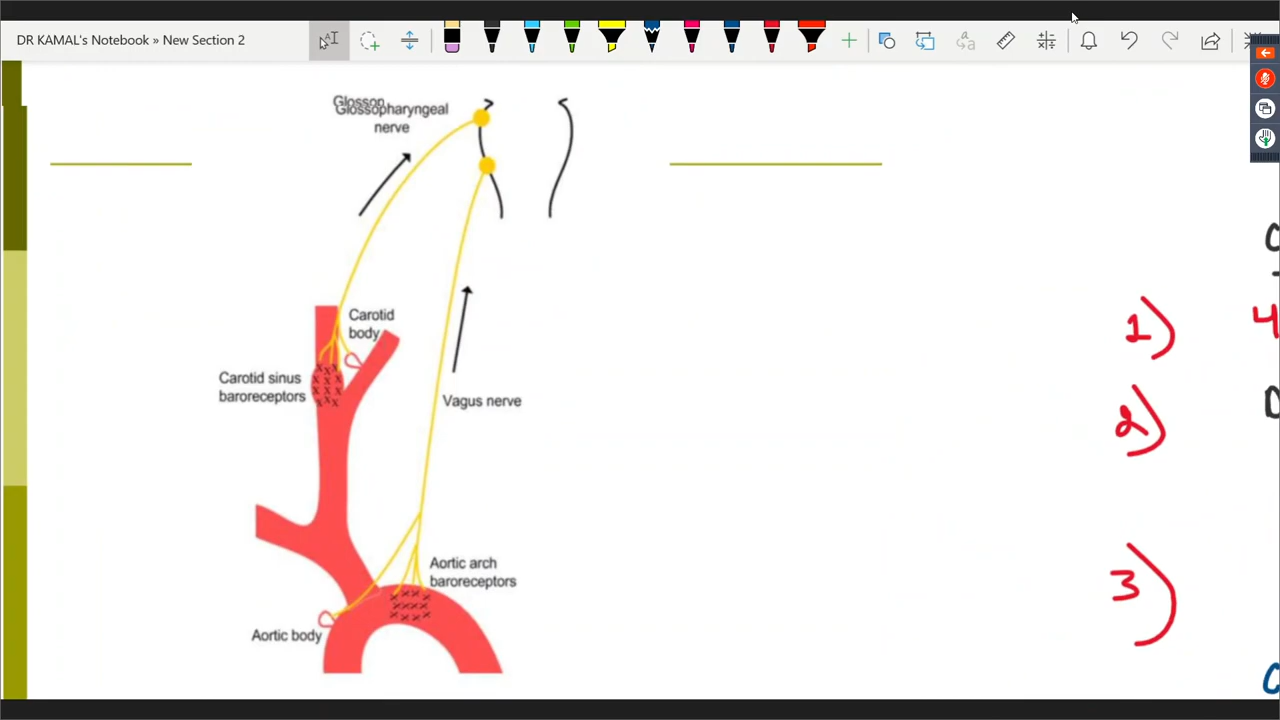 DR KAMAL's Notebook » New Section 2
Glossop
Glossopharyngeal
nerve
Carotid
body
Carotid sinus
baroreceptors
Vagus nerve
Aortic arch
baroreceptors
Aortic body
1)
2)
3)